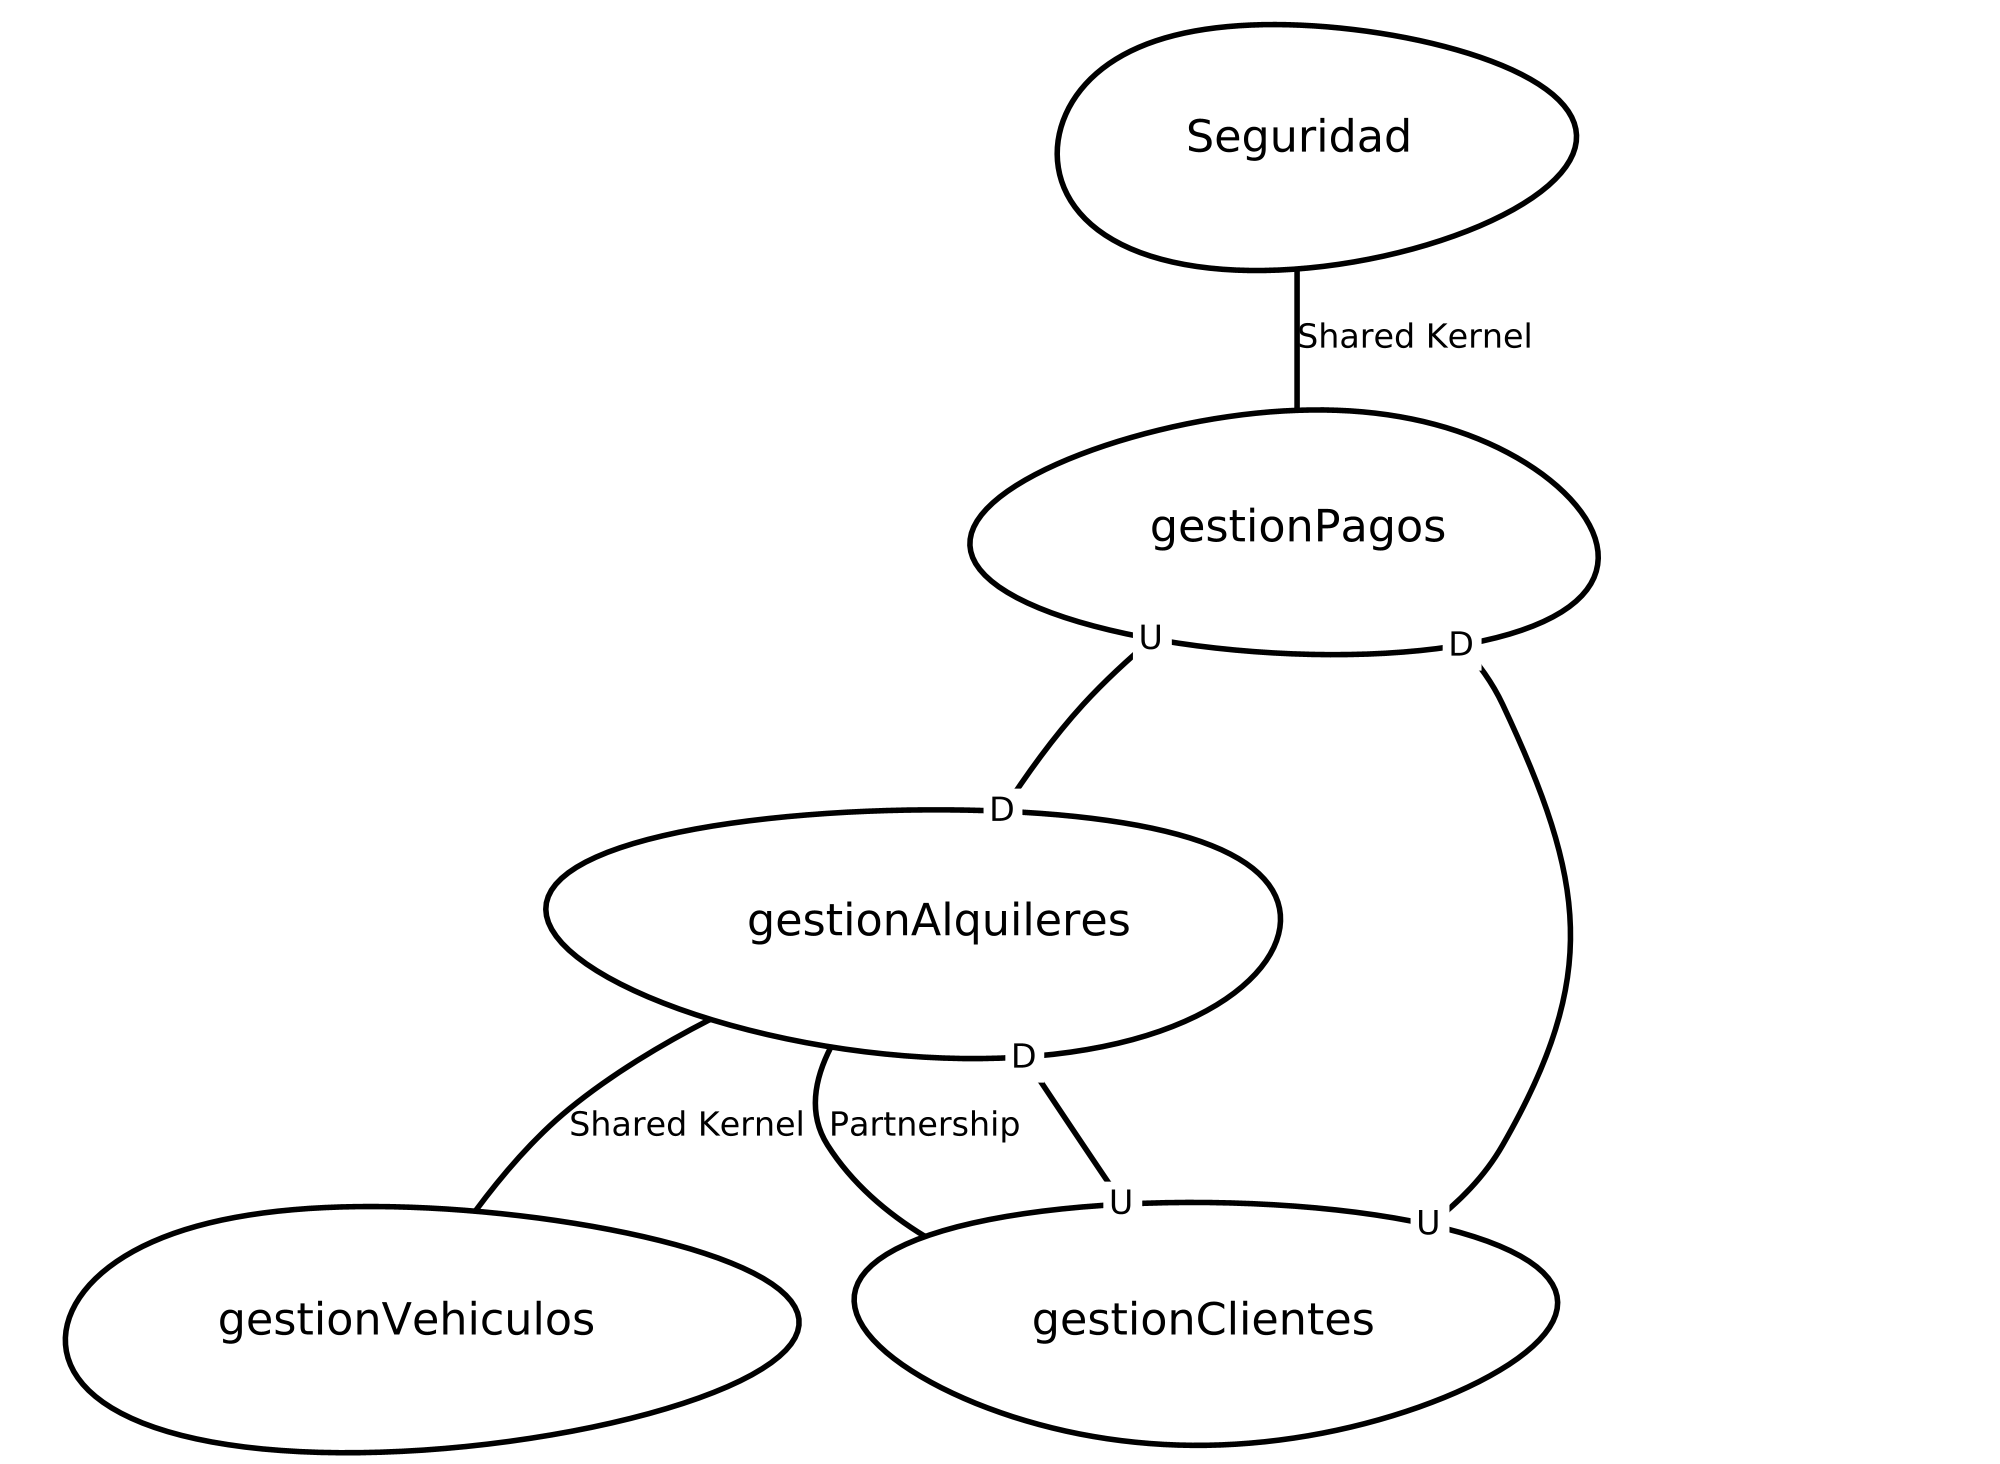 Seguridad
Shared Kernel
gestionPagos
U
D
D
gestionAlquileres
D
Shared Kernel
Partnership
U
U
gestionVehiculos
gestionClientes